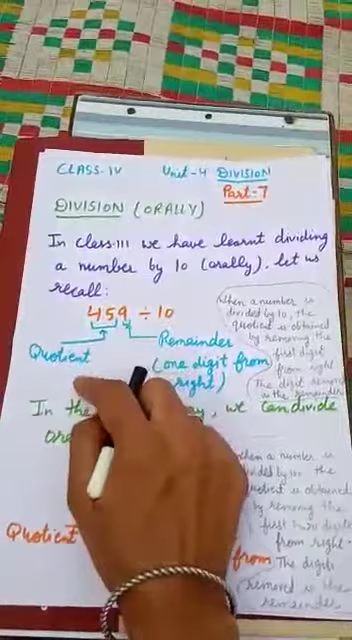 CLASS-IV Unit-4 DIVISION
Part-7
DIVISION (ORALLY)
In Class-III we have learnt dividing
a number by 10 (orally). let us
recall:
459 ÷ 10
Quotient
Remainder
(one digit from
right)
When a number is
divided by 10, the
quotient is obtained
by removing the
first digit
from right
The digit removed
is the remainder
In the way, we can divide
Quotient
from
When a number is
divided by 100 the
quotient is obtained
by removing the
first two digits
from right.
The digits
removed is the
remainder.